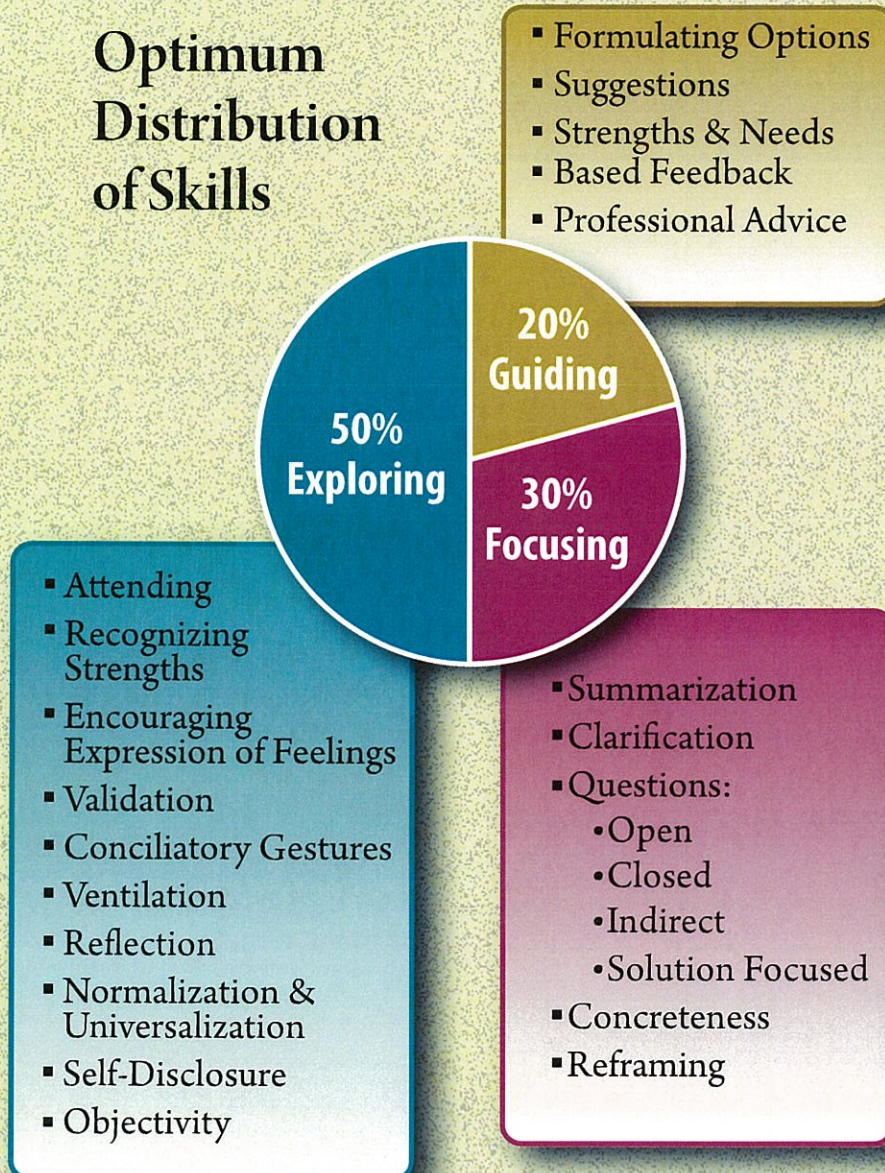 Optimum
Distribution
of Skills
▪ Formulating Options
▪ Suggestions
▪ Strengths & Needs
▪ Based Feedback
▪ Professional Advice
20%
Guiding
50%
Exploring
30%
Focusing
▪ Attending
▪ Recognizing
Strengths
▪ Encouraging
Expression of Feelings
▪ Validation
▪ Conciliatory Gestures
▪ Ventilation
▪ Reflection
▪ Normalization &
Universalization
▪ Self-Disclosure
▪ Objectivity
▪ Summarization
▪ Clarification
▪ Questions:
• Open
• Closed
• Indirect
• Solution Focused
▪ Concreteness
▪ Reframing